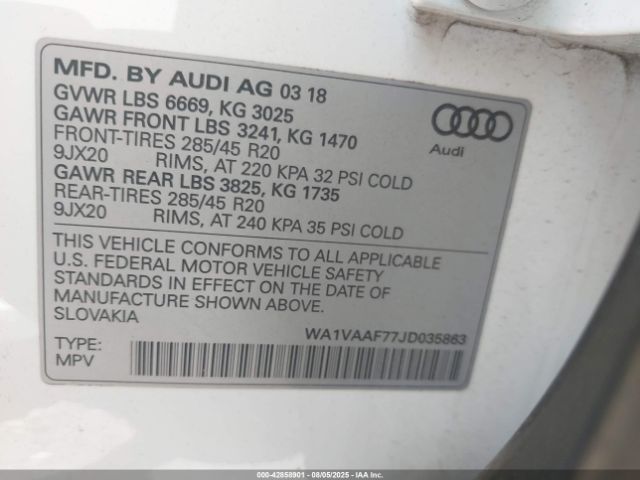 MFD. BY AUDI AG 03 18
GVWR LBS 6669, KG 3025
GAWR FRONT LBS 3241, KG 1470
FRONT-TIRES 285/45 R20
9JX20 RIMS, AT 220 KPA 32 PSI COLD
GAWR REAR LBS 3825, KG 1735
REAR-TIRES 285/45 R20
9JX20 RIMS, AT 240 KPA 35 PSI COLD
Audi
THIS VEHICLE CONFORMS TO ALL APPLICABLE
U.S. FEDERAL MOTOR VEHICLE SAFETY
STANDARDS IN EFFECT ON THE DATE OF
MANUFACTURE SHOWN ABOVE.
SLOVAKIA
WA1VAAF77JD035863
TYPE:
MPV
000-42858901 - 08/05/2025 - IAAI.COM